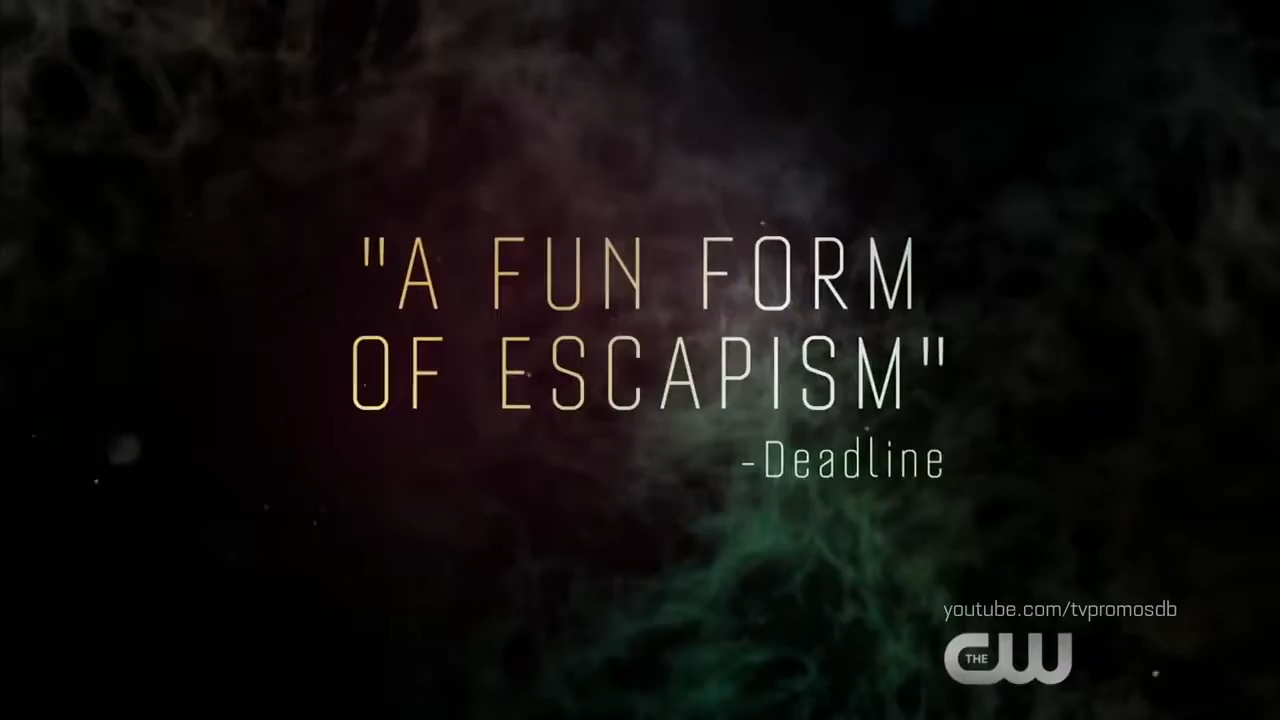 "A FUN FORM
OF ESCAPISM"
-Deadline
youtube.com/tvpromosdb
THE CW